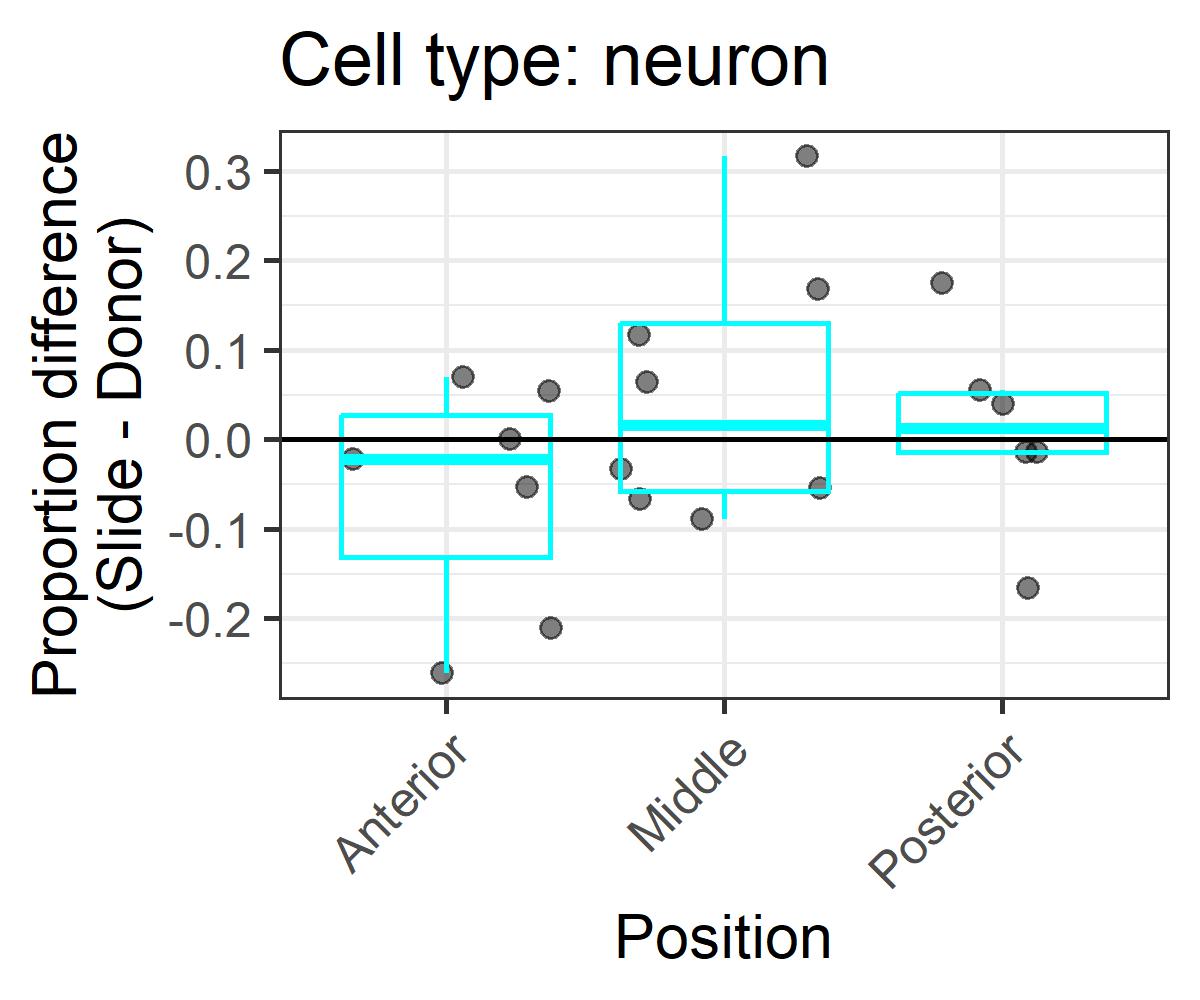 Cell type: neuron
Proportion difference
(Slide - Donor)
0.3
0.2
0.1
0.0
-0.1
-0.2
Anterior
Middle
Posterior
Position